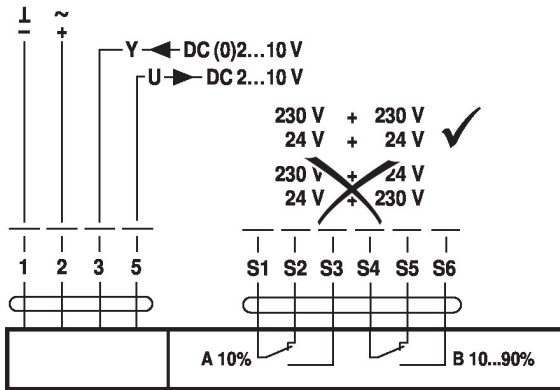 ⊥ ~
− +
Y ◄ DC (0)2...10 V
U ► DC 2...10 V
230 V + 230 V
24 V + 24 V ✓
230 V + 24 V
24 V + 230 V
1 2 3 5 S1 S2 S3 S4 S5 S6
A 10% B 10...90%